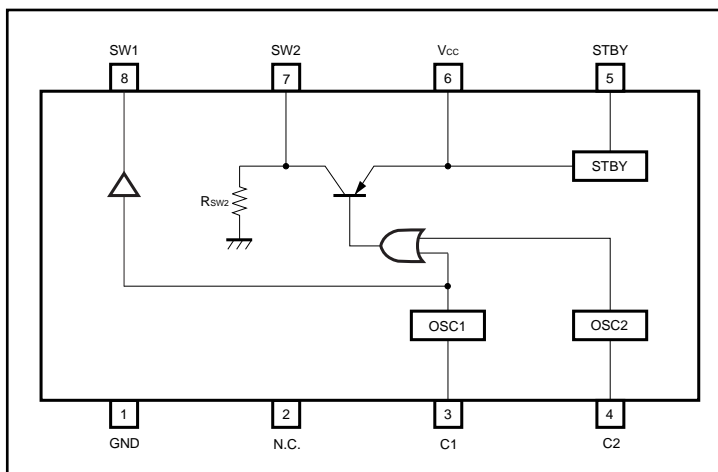 SW1 SW2 Vcc STBY
8 7 6 5
STBY
RSW2
OSC1 OSC2
1 2 3 4
GND N.C. C1 C2